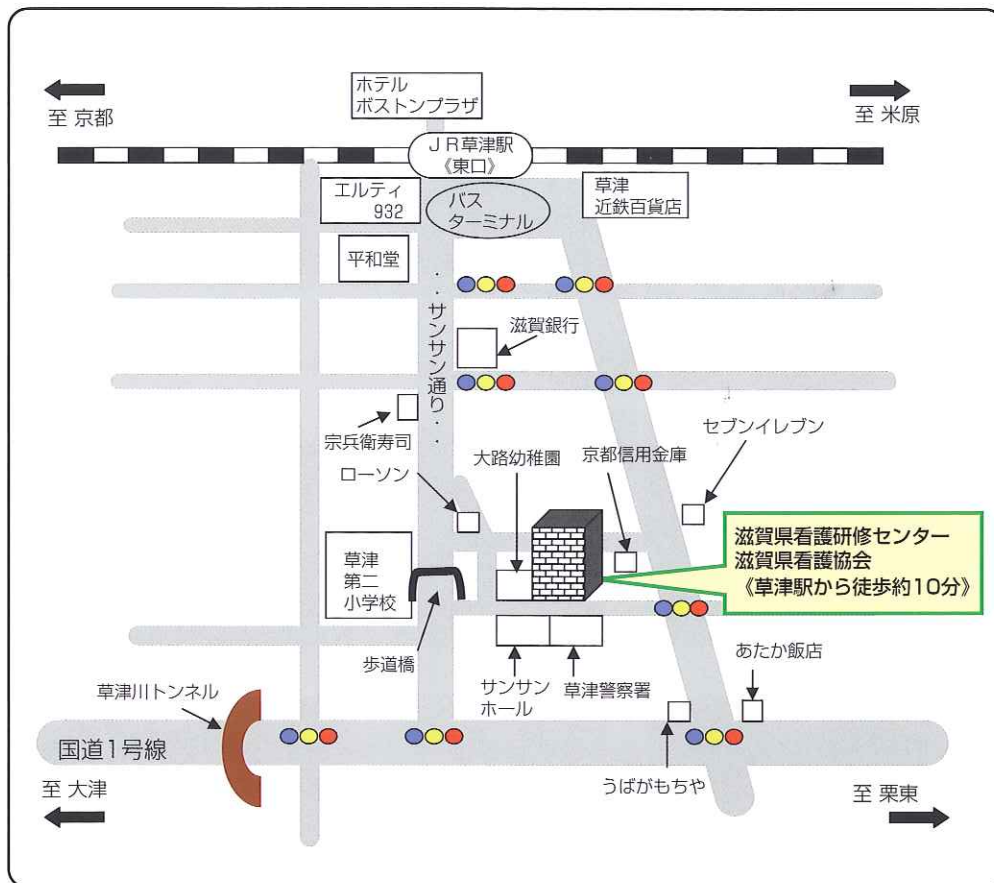 ホテル
ボストンプラザ
至 京都
至 米原
JR草津駅
《東口》
エルティ
932
バス
ターミナル
草津
近鉄百貨店
平和堂
‥サンサン通り‥
滋賀銀行
宗兵衛寿司
ローソン
大路幼稚園
京都信用金庫
セブンイレブン
草津
第二
小学校
滋賀県看護研修センター
滋賀県看護協会
《草津駅から徒歩約10分》
歩道橋
サンサン
ホール
草津警察署
あたか飯店
草津川トンネル
国道1号線
うばがもちや
至 大津
至 栗東